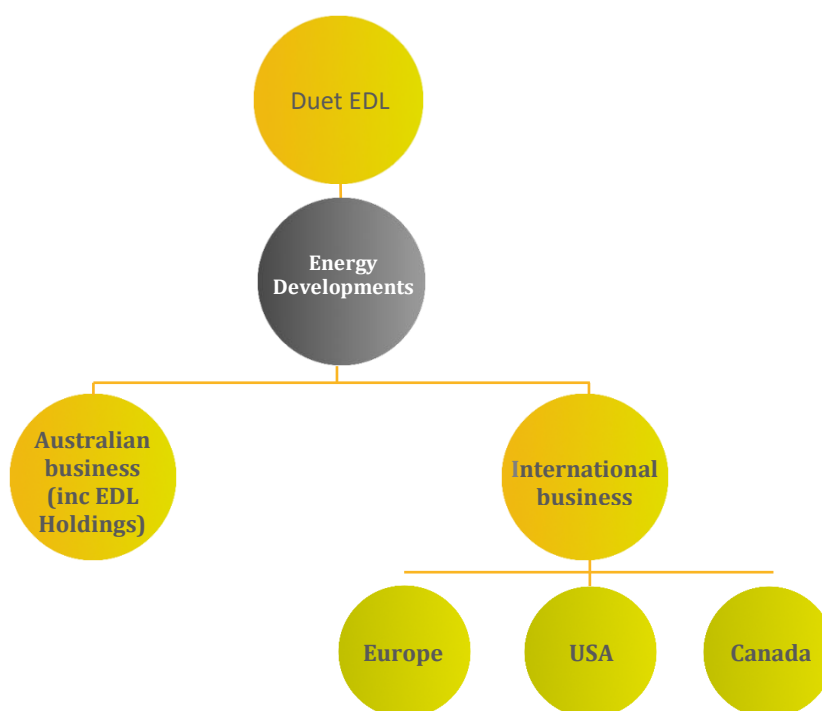 Duet EDL
Energy
Developments
Australian
business
(inc EDL
Holdings)
International
business
Europe
USA
Canada